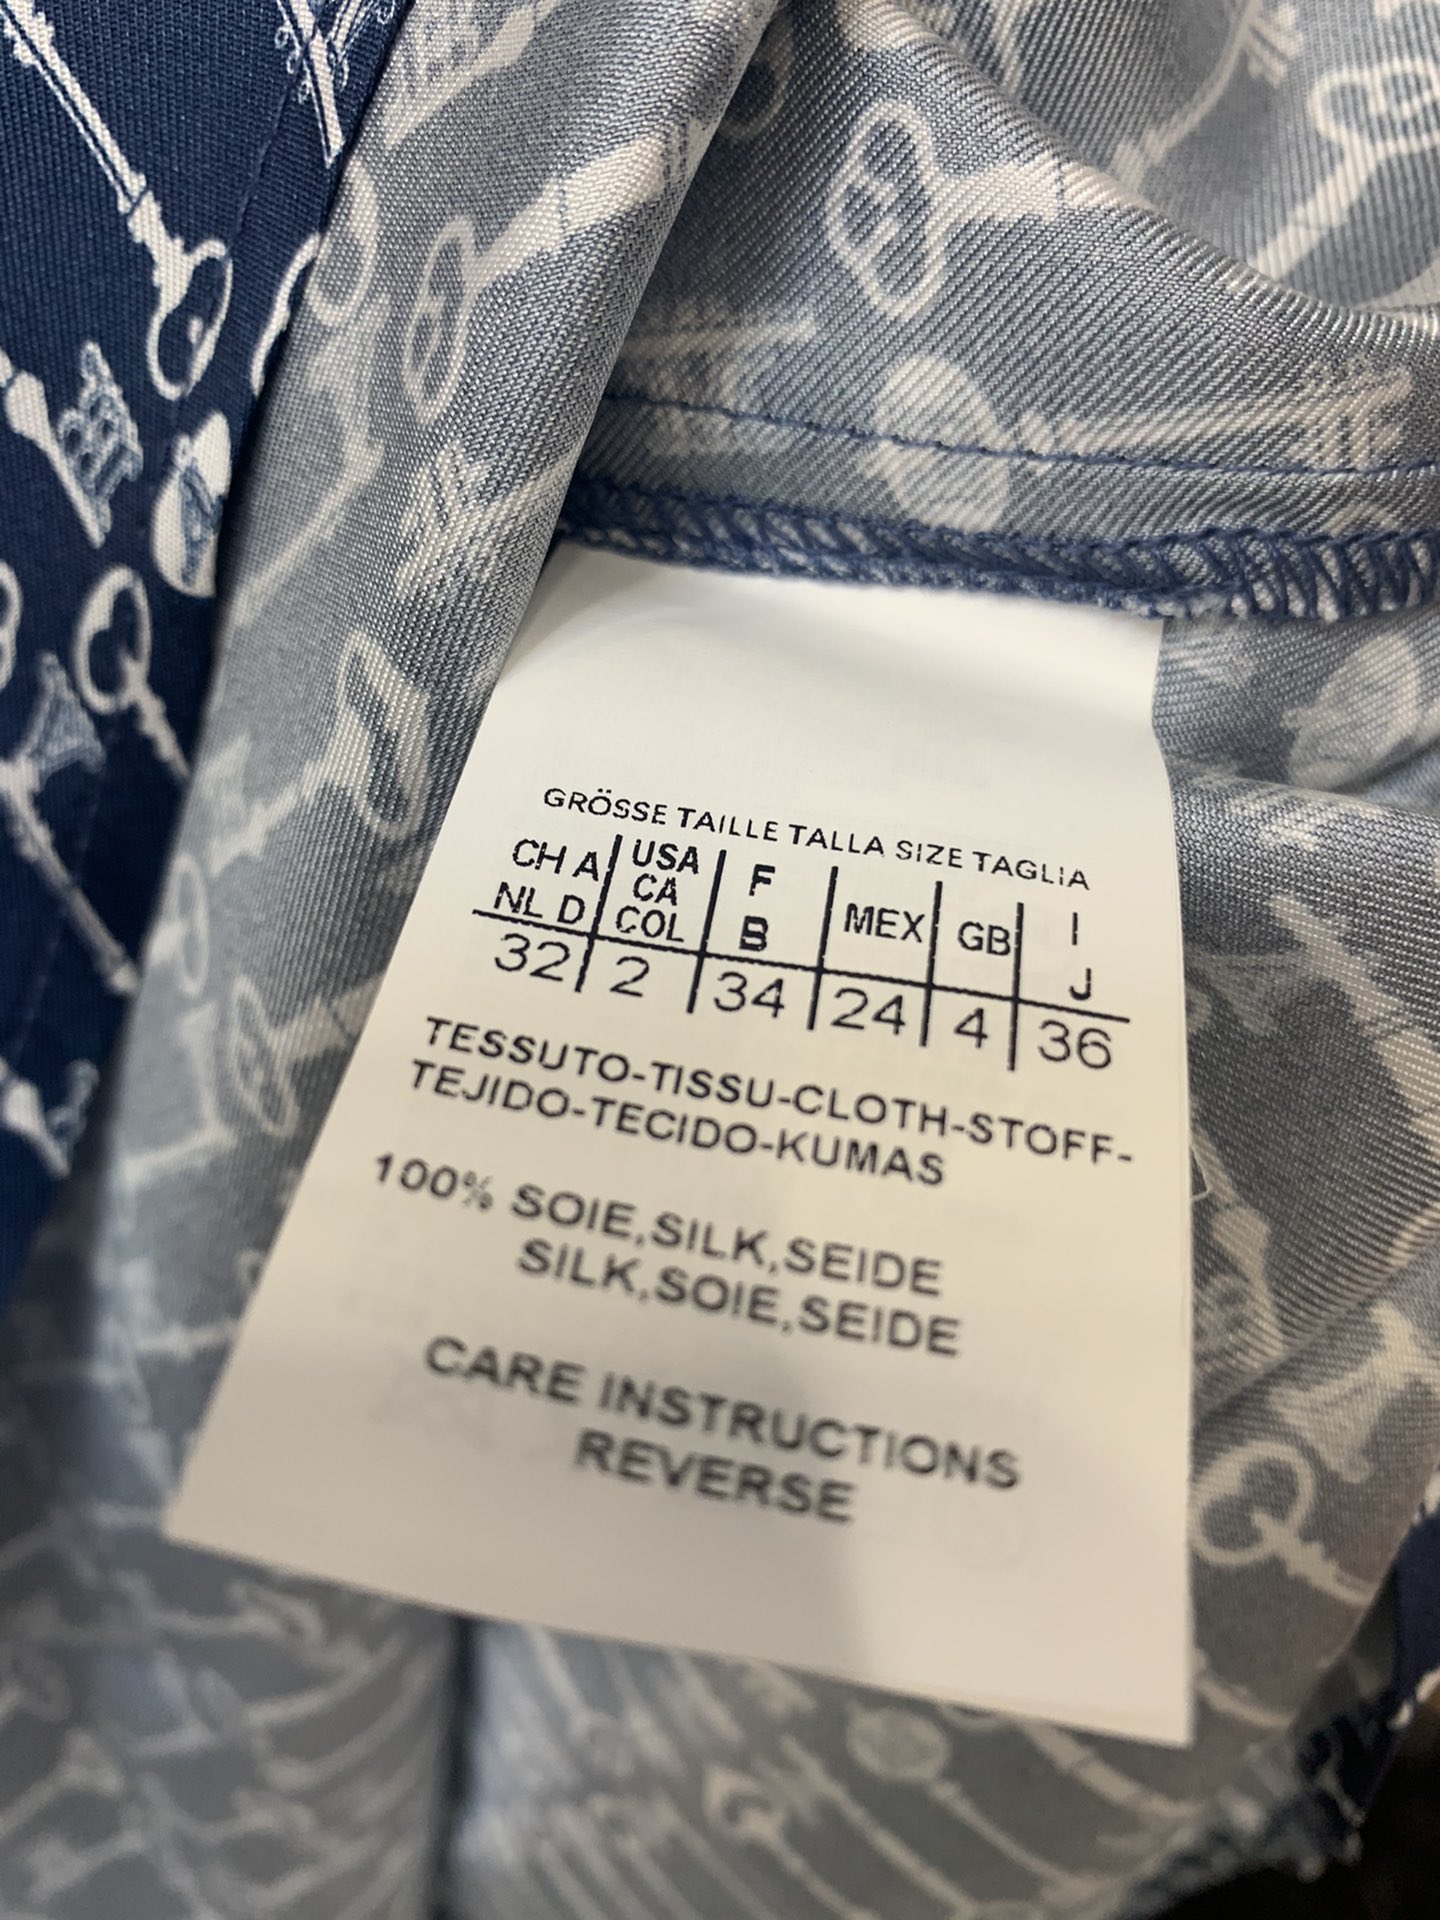 GRÖSSE TAILLE TALLA SIZE TAGLIA
CH A USA F MEX GB I
NL D CA B J
COL
32 2 34 24 4 36
TESSUTO-TISSU-CLOTH-STOFF-
TEJIDO-TECIDO-KUMAS
100% SOIE,SILK,SEIDE
SILK,SOIE,SEIDE
CARE INSTRUCTIONS
REVERSE